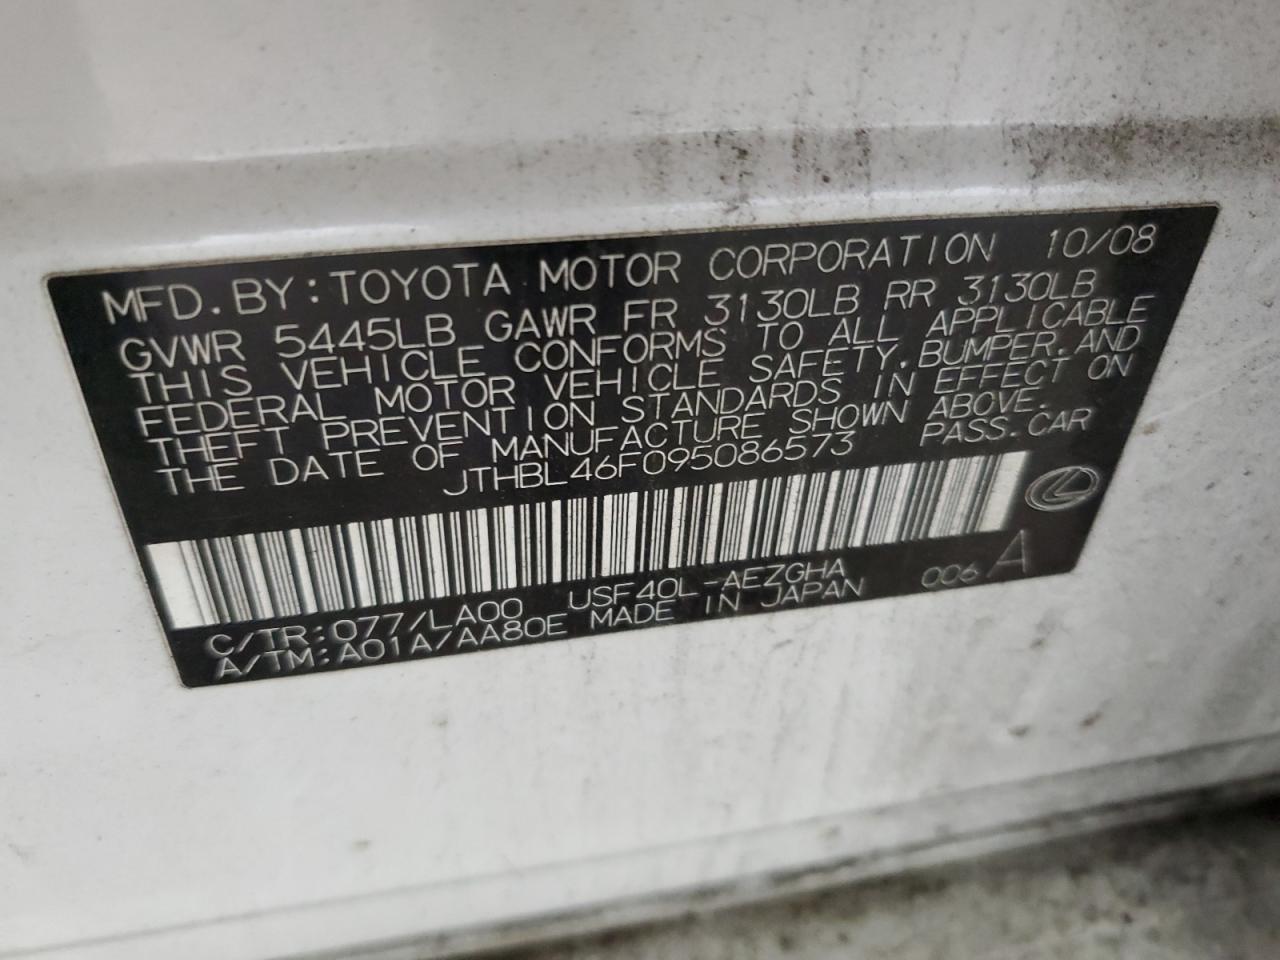 MFD. BY: TOYOTA MOTOR CORPORATION 10/08
GVWR 5445LB GAWR FR 3130LB RR 3130LB
THIS VEHICLE CONFORMS TO ALL APPLICABLE
FEDERAL MOTOR VEHICLE SAFETY, BUMPER, AND
THEFT PREVENTION STANDARDS IN EFFECT ON
THE DATE OF MANUFACTURE SHOWN ABOVE.
JTHBL46F095086573 PASS. CAR
C/TR: 077/LA00 USF40L-AEZGHA
A/TM: A01A/AA80E MADE IN JAPAN 006 A